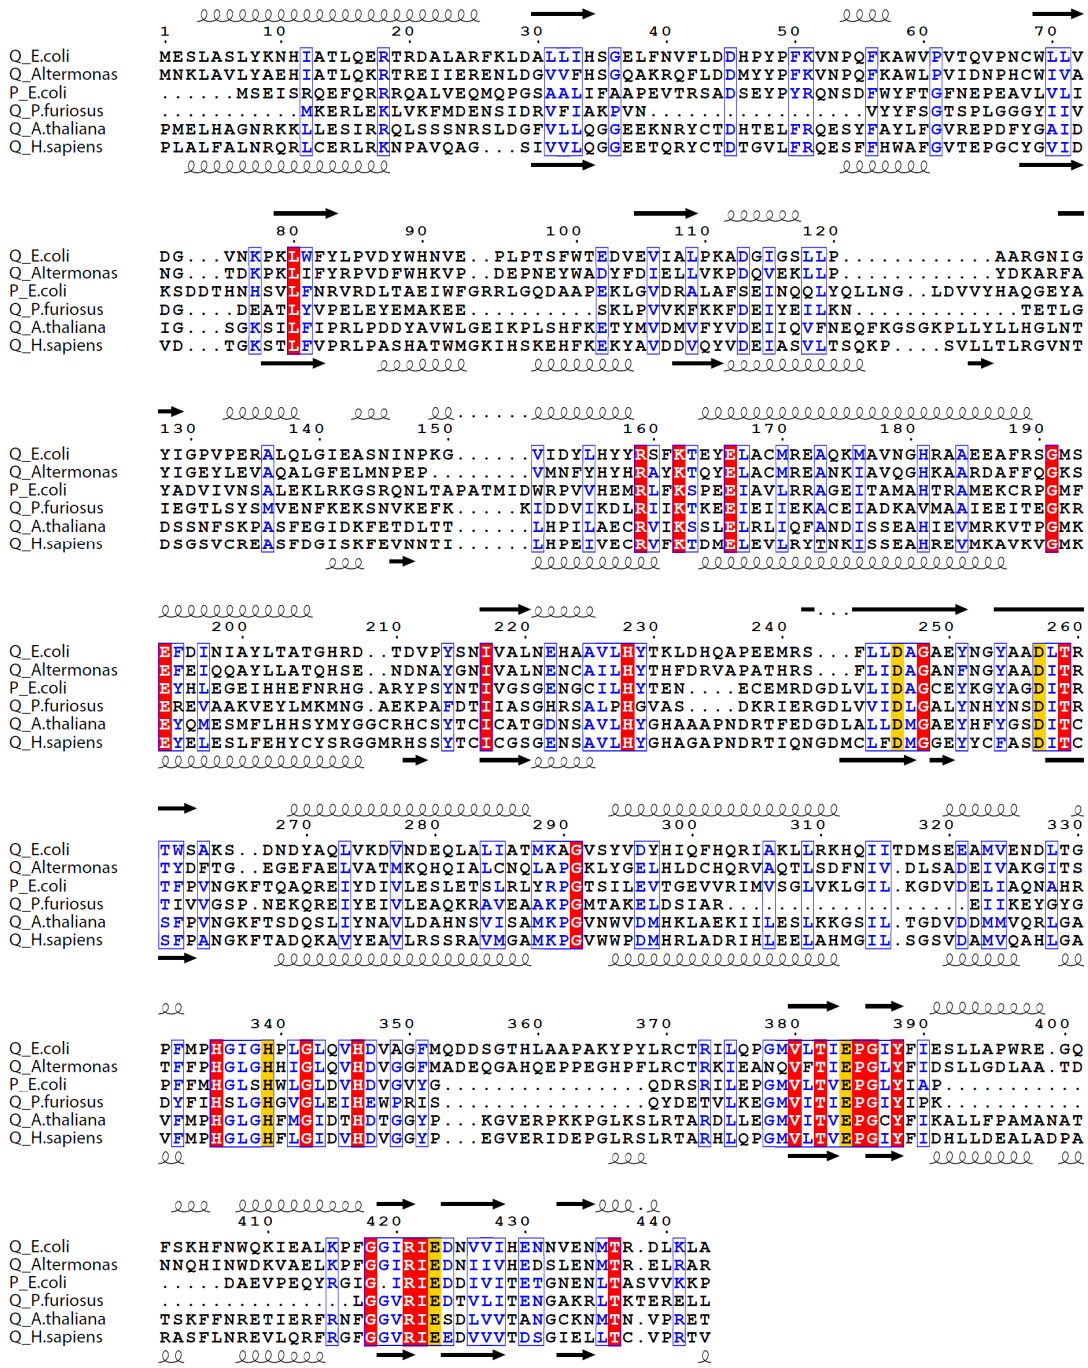 1 10 20 30 40 50 60 70
Q_E.coli MESLASLYKNHIATLQERTRDALARFKLDALLIHSGELFNVFLDDHPYPFKVNPQFKAWVPVTQVPNCWLLV
Q_Altermonas MNKLAVLYAEHIATLQKRTREIIERENLDGVVFHSGQAKRQFLDDMYYPFKVNPQFKAWLPVIDNPHCWIVA
P_E.coli ......MSEISRQEFQRRRQALVEQMQPGSAALIFAAPEVTRSADSEYPYRQNSDFWYFTGFNEPEAVLVLI
Q_P.furiosus ...........MKERLEKLVKFMDENSIDRVFIAKPVN...............VYYFSGTSPLGGGYIIV
Q_A.thaliana PMELHAGNRKKLLESIRRQLSSSNRSLDGFVLLQGGEEKNRYCTDHTELFRQESYFAYLFGVREPDFYGAID
Q_H.sapiens PLALFALNRQRLCERLRKNPAVQAG...SIVVLQGGEETQRYCTDTGVLFRQESFFHWAFGVTEPGCYGVID
80 90 100 110 120
Q_E.coli DG...VNKPKLWFYLPVDYWHNVE..PLPTSFWTEDVEVIALPKADGIGSLLP..........AARGNIG
Q_Altermonas NG...TDKPKLIFYRPVDFWHKVP..DEPNEYWADYFDIELLVKPDQVEKLLP..........YDKARFA
P_E.coli KSDDTHNHSVLFNRVRDLTAEIWFGRRLGQDAAPEKLGVDRALAFSEINQQLYQLLNG..LDVVYHAQGEYA
Q_P.furiosus DG...DEATLYVPELEYEMAKEE........SKLPVVKFKKFDEIYEILKN...........TETLG
Q_A.thaliana IG...SGKSILFIPRLPDDYAVWLGEIKPLSHFKETYMVDMVFYVDEIIQVFNEQFKGSGKPLLYLLHGLNT
Q_H.sapiens VD...TGKSTLFVPRLPASHATWMGKIHSKEHFKEKYAVDDVQYVDEIASVLTSQKP.....SVLLTLRGVNT
130 140 150 160 170 180 190
Q_E.coli YIGPVPERALQLGIEASNINPKG......VIDYLHYYRSFKTEYELACMREAQKMAVNGHRAAEEAFRSGMS
Q_Altermonas YIGEYLEVAQALGFELMNPEP........VMNFYHYHRAYKTQYELACMREANKIAVQGHKAARDAFFQGKS
P_E.coli YADVIVNSALEKLRKGSRQNLTAPATMIDWRPVVHEMRLFKSPEEIAVLRRAGEITAMAHTRAMEKCRPGMF
Q_P.furiosus IEGTLSYSMVENFKEKSNVKEFK.....KIDDVIKDLRIIKTKEEIEIIEKACEIADKAVMAAIEEITEGKR
Q_A.thaliana DSSNFSKPASFEGIDKFETDLTT......LHPILAECRVIKSSLELRLIQFANDISSEAHIEVMRKVTPGMK
Q_H.sapiens DSGSVCREASFDGISKFEVNNTI......LHPEIVECRVFKTDMELEVLRYTNKISSEAHREVMKAVKVGMK
200 210 220 230 240 250 260
Q_E.coli EFDINIAYLTATGHRD..TDVPYSNIVALNEHAAVLHYTKLDHQAPEEMRS...FLLDAGAEYNGYAADLTR
Q_Altermonas EFEIQQAYLLATQHSE..NDNAYGNIVALNENCAILHYTHFDRVAPATHRS...FLIDAGANFNGYAADITR
P_E.coli EYHLEGEIHHEFNRHG.ARYPSYNTIVGSGENGCILHYTEN....ECEMRDGDLVLIDAGCEYKGYAGDITR
Q_P.furiosus EREVAAKVEYLMKMNG.AEKPAFDTIIASGHRSALPHGVAS....DKRIERGDLVVIDLGALYNHYNSDITR
Q_A.thaliana EYQMESMFLHHSYMYGGCRHCSYTCICATGDNSAVLHYGHAAAPNDRTFEDGDLALLDMGAEYHFYGSDITC
Q_H.sapiens EYELESLFEHYCYSRGGMRHSSYTCICGSGENSAVLHYGHAGAPNDRTIQNGDMCLFDMGGEYYCFASDITC
270 280 290 300 310 320 330
Q_E.coli TWSAKS..DNDYAQLVKDVNDEQLALIATMKAGVSYVDYHIQFHQRIAKLLRKHQIITDMSEEAMVENDLTG
Q_Altermonas TYDFTG..EGEFAELVATMKQHQIALCNQLAPGKLYGELHLDCHQRVAQTLSDFNIV.DLSADEIVAKGITS
P_E.coli TFPVNGKFTQAQREIYDIVLESLETSLRLYRPGTSILEVTGEVVRIMVSGLVKLGIL.KGDVDELIAQNAHR
Q_P.furiosus TIVVGSP.NEKQREIYEIVLEAQKRAVEAAKPGMTAKELDSIAR.............EIIKEYGYG
Q_A.thaliana SFPVNGKFTSDQSLIYNAVLDAHNSVISAMKPGVNWVDMHKLAEKIILESLKKGSIL.TGDVDDMMVQRLGA
Q_H.sapiens SFPANGKFTADQKAVYEAVLRSSRAVMGAMKPGVWWPDMHRLADRIHLEELAHMGILSGSVDAMVQAHLGA
340 350 360 370 380 390 400
Q_E.coli PFMPHGIGHPLGLQVHDVAGFMQDDSGTHLAAPAKYPYLRCTRILQPGMVLTIEPGIYFIESLLAPWRE.GQ
Q_Altermonas TFFPHGLGHHIGLQVHDVGGFMADEQGAHQEPPEGHPFLRCTRKIEANQVFTIEPGLYFIDSLLGDLAA.TD
P_E.coli PFFMHGLSHWLGLDVHDVGVYG................QDRSRILEPGMVLTVEPGLYIAP...........
Q_P.furiosus DYFIHSLGHGVGLEIHEWPRIS................QYDETVLKEGMVITIEPGIYIPK...........
Q_A.thaliana VFMPHGLGHFMGIDTHDTGGYP...KGVERPKKPGLKSLRTARDLLEGMVITVEPGCYFIKALLFPAMANAT
Q_H.sapiens VFMPHGLGHFLGIDVHDVGGYP...EGVERIDEPGLRSLRTARHLQPGMVLTVEPGIYFIDHLLDEALADPA
410 420 430 440
Q_E.coli FSKHFNWQKIEALKPFGGIRIEDNVVIHENNVENMTR.DLKLA
Q_Altermonas NNQHINWDKVAELKPFGGIRIEDNIIVHEDSLENMTR.ELRAR
P_E.coli .....DAEVPEQYRGIG.IRIEDDIVITETGNENLTASVVKKP
Q_P.furiosus ...............LGGVRIEDTVLITENGAKRLTKTERELL
Q_A.thaliana TSKFFNRETIERFRNFGGVRIESDLVVTANGCKNMTN.VPRET
Q_H.sapiens RASFLNREVLQRFRGFGGVRIEEDVVVTDSGIELLTC.VPRTV